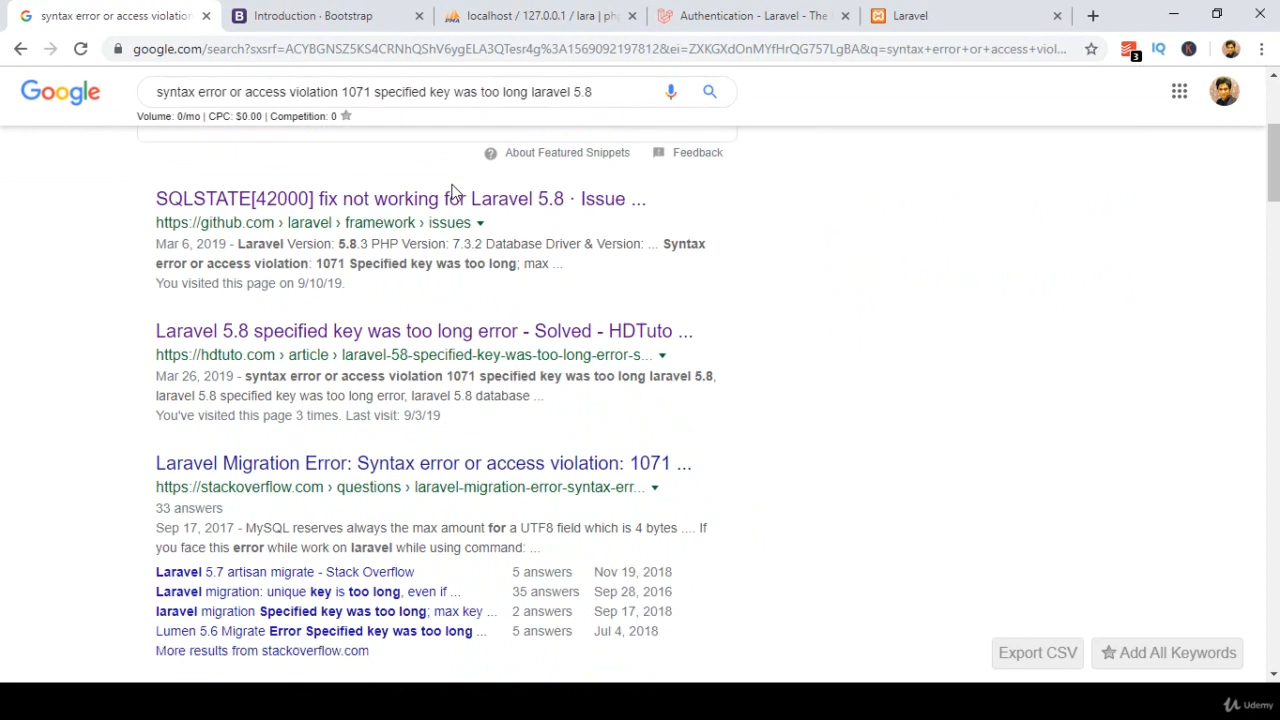 syntax error or access violation
Introduction · Bootstrap
localhost / 127.0.0.1 / lara | ph
Authentication - Laravel - The
Laravel
google.com/search?sxsrf=ACYBGNSZ5KS4CRNhQShV6ygELA3QTesr4g%3A1569092197812&ei=ZXKGXdOnMYfHrQG757LgBA&q=syntax+error+or+access+viol...
3
Google
syntax error or access violation 1071 specified key was too long laravel 5.8
Volume: 0/mo | CPC: $0.00 | Competition: 0
About Featured Snippets
Feedback
SQLSTATE[42000] fix not working for Laravel 5.8 · Issue ...
https://github.com › laravel › framework › issues
Mar 6, 2019 - Laravel Version: 5.8.3 PHP Version: 7.3.2 Database Driver & Version: ... Syntax
error or access violation: 1071 Specified key was too long; max ...
You visited this page on 9/10/19.
Laravel 5.8 specified key was too long error - Solved - HDTuto ...
https://hdtuto.com › article › laravel-58-specified-key-was-too-long-error-s...
Mar 26, 2019 - syntax error or access violation 1071 specified key was too long laravel 5.8,
laravel 5.8 specified key was too long error, laravel 5.8 database ...
You've visited this page 3 times. Last visit: 9/3/19
Laravel Migration Error: Syntax error or access violation: 1071 ...
https://stackoverflow.com › questions › laravel-migration-error-syntax-err...
33 answers
Sep 17, 2017 - MySQL reserves always the max amount for a UTF8 field which is 4 bytes .... If
you face this error while work on laravel while using command: ...
Laravel 5.7 artisan migrate - Stack Overflow 5 answers Nov 19, 2018
Laravel migration: unique key is too long, even if ... 35 answers Sep 28, 2016
laravel migration Specified key was too long; max key ... 2 answers Sep 17, 2018
Lumen 5.6 Migrate Error Specified key was too long ... 5 answers Jul 4, 2018
More results from stackoverflow.com
Export CSV
Add All Keywords
Udemy